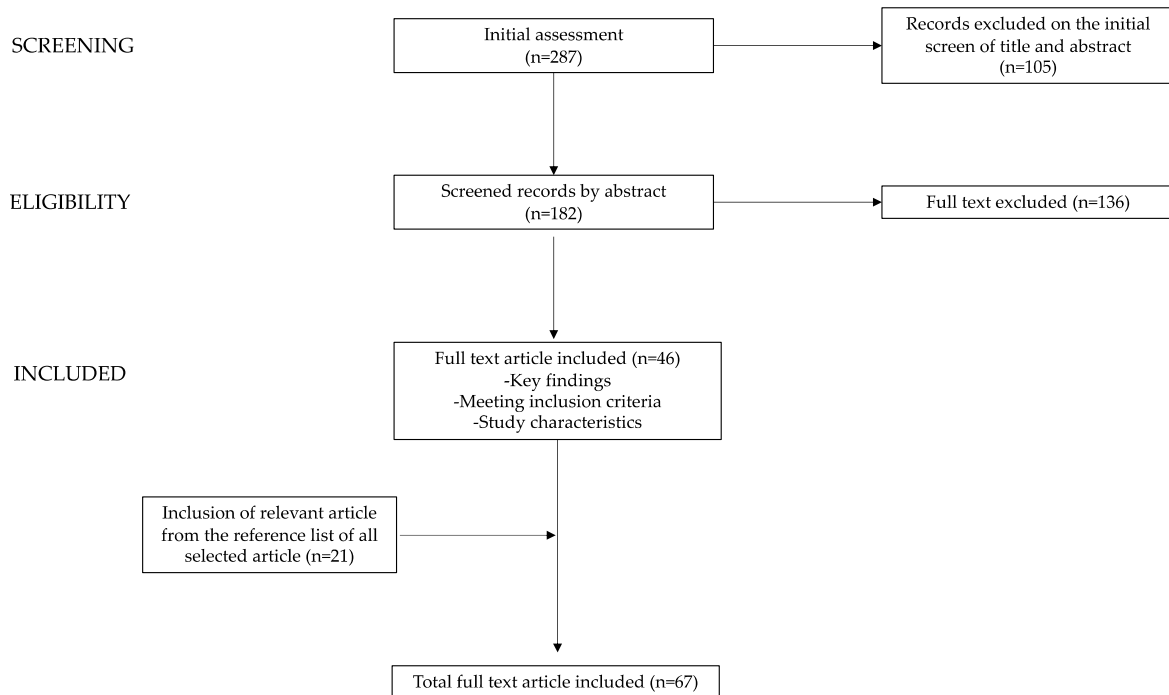 SCREENING
Initial assessment
(n=287)
Records excluded on the initial
screen of title and abstract
(n=105)
ELIGIBILITY
Screened records by abstract
(n=182)
Full text excluded (n=136)
INCLUDED
Full text article included (n=46)
-Key findings
-Meeting inclusion criteria
-Study characteristics
Inclusion of relevant article
from the reference list of all
selected article (n=21)
Total full text article included (n=67)